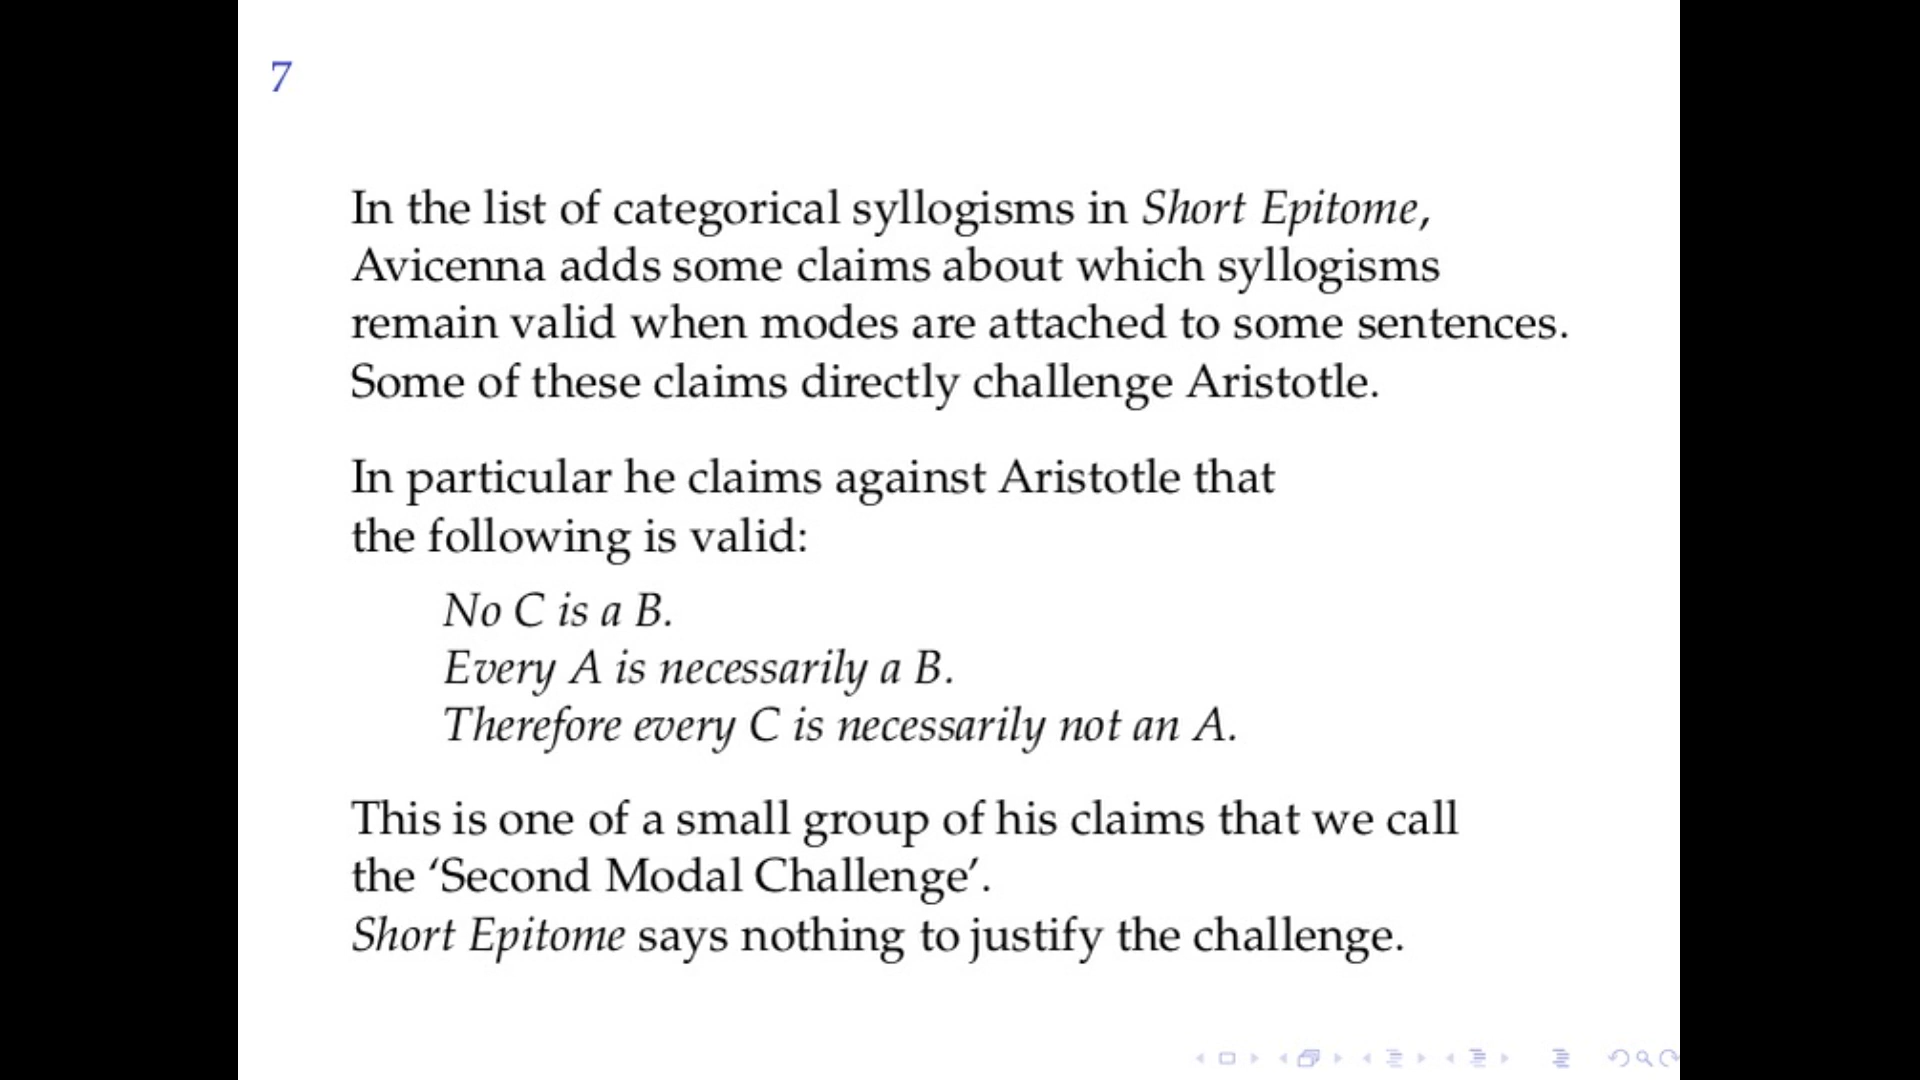 7
In the list of categorical syllogisms in Short Epitome,
Avicenna adds some claims about which syllogisms
remain valid when modes are attached to some sentences.
Some of these claims directly challenge Aristotle.
In particular he claims against Aristotle that
the following is valid:
No C is a B.
Every A is necessarily a B.
Therefore every C is necessarily not an A.
This is one of a small group of his claims that we call
the ‘Second Modal Challenge’.
Short Epitome says nothing to justify the challenge.